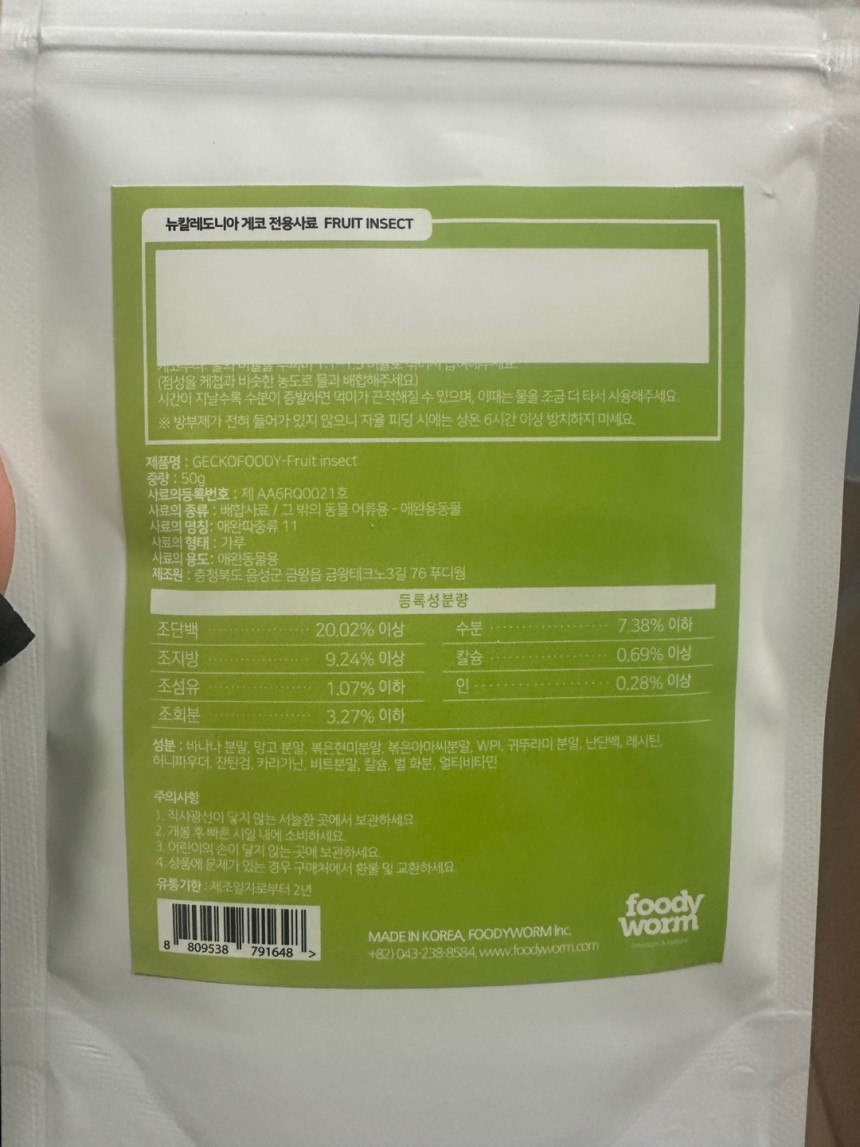 뉴칼레도니아 게코 전용사료 FRUIT INSECT
(점성을 케첩과 비슷한 농도로 물과 배합해주세요)
시간이 지날수록 수분이 증발하면 먹이가 끈적해질 수 있으며, 이때는 물을 조금 더 타서 사용해주세요.
※ 방부제가 전혀 들어가 있지 않으니 자율 피딩 시에는 상온 6시간 이상 방치하지 마세요.
제품명 : GECKOFOODY-Fruit insect
중량 : 50g
사료의등록번호 : 제 AA6RQ0021호
사료의 종류 : 배합사료 / 그 밖의 동물·어류용 - 애완용동물
사료의 명칭: 애완파충류 11
사료의 형태 : 가루
사료의 용도: 애완동물용
제조원 : 충청북도 음성군 금왕읍 금왕테크노3길 76 푸디웜
등록성분량
조단백 20.02% 이상 수분 7.38% 이하
조지방 9.24% 이상 칼슘 0.69% 이상
조섬유 1.07% 이하 인 0.28% 이상
조회분 3.27% 이하
성분 : 바나나 분말, 망고 분말, 볶은현미분말, 볶은아마씨분말, WPI, 귀뚜라미 분말, 난단백, 레시틴,
허니파우더, 잔탄검, 카라기난, 비트분말, 칼슘, 벌 화분, 멀티비타민
주의사항
1. 직사광선이 닿지 않는 서늘한 곳에서 보관하세요.
2. 개봉 후 빠른 시일 내에 소비하세요.
3. 어린이의 손이 닿지 않는 곳에 보관하세요.
4. 상품에 문제가 있는 경우 구매처에서 환불 및 교환하세요.
유통기한 : 제조일자로부터 2년
8 809538 791648 >
MADE IN KOREA, FOODYWORM Inc.
+82) 043-238-8584, www.foodyworm.com
foody
worm